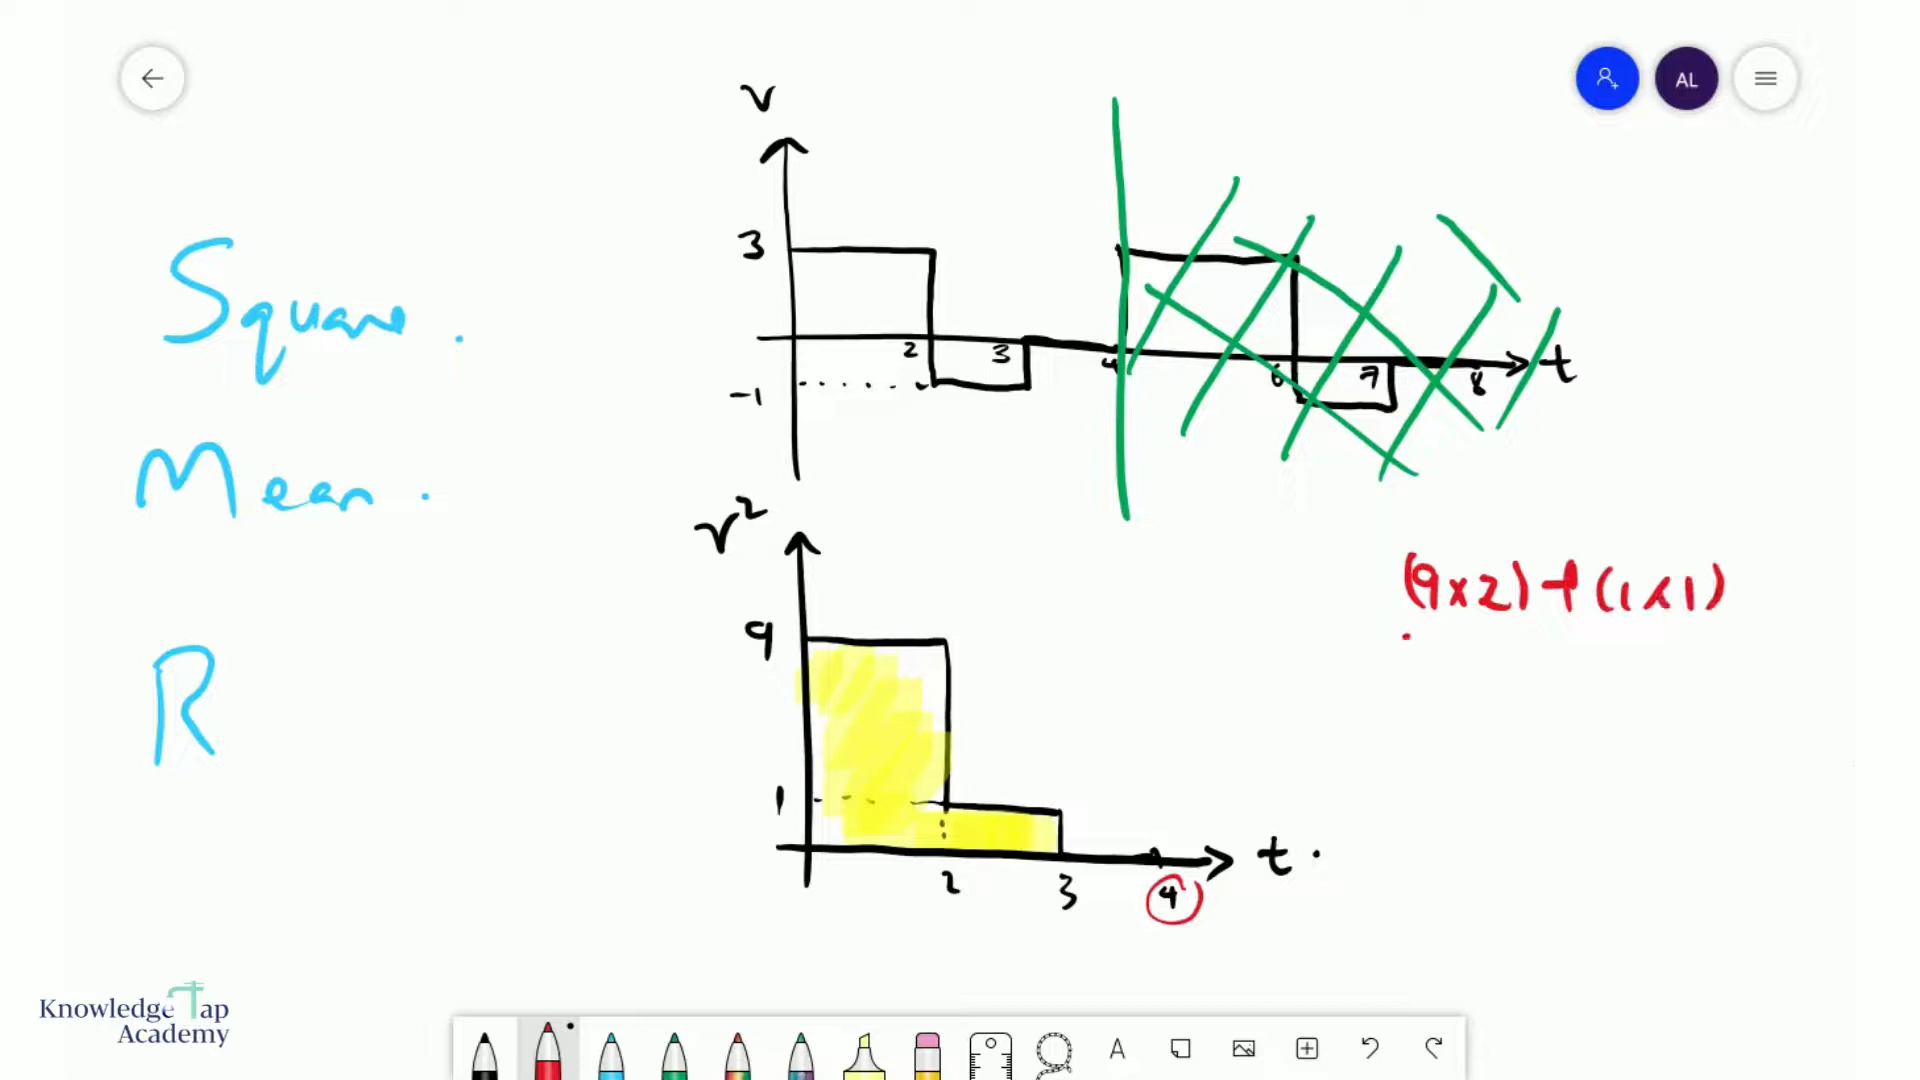 AL
v
3
2
3
4
6
7
8
t
-1
Square.
Mean.
R
v²
9
1
2
3
4
t.
(9x2)+(1x1)
Knowledge Tap
Academy
A